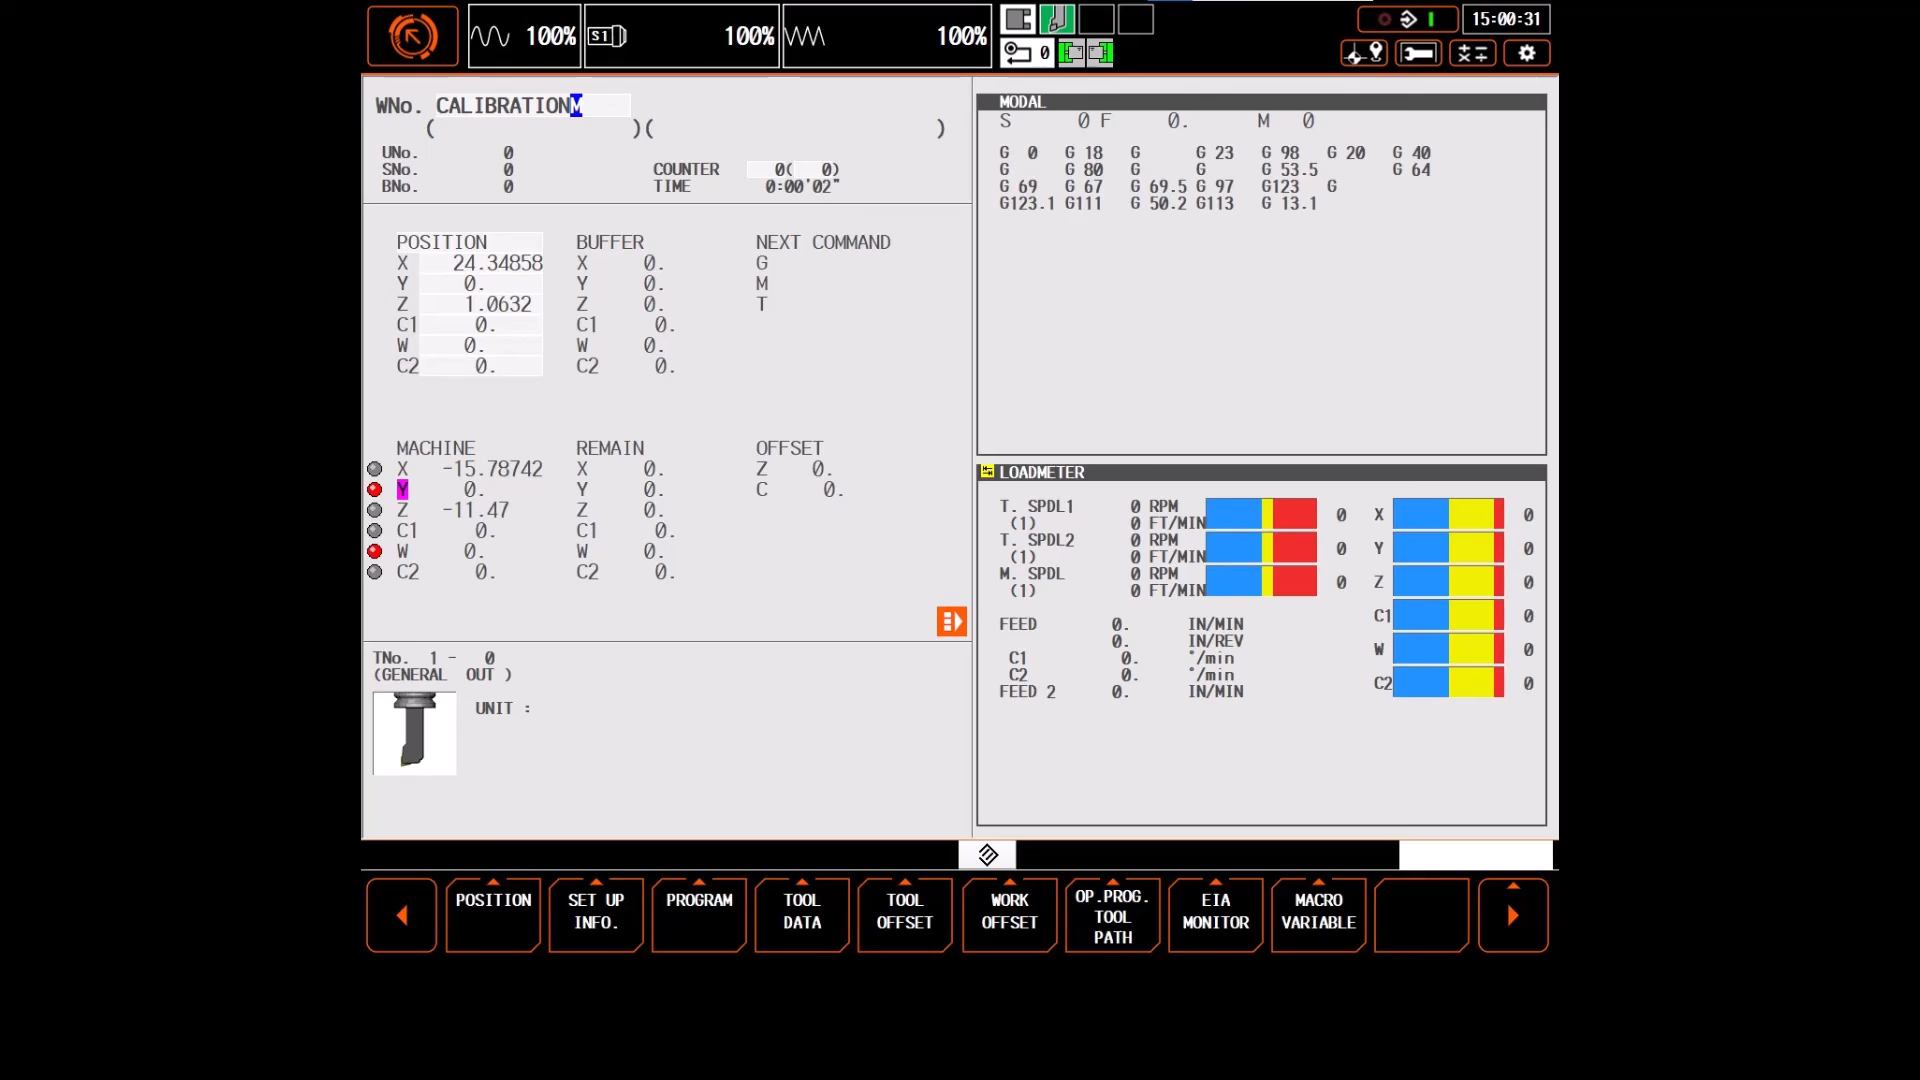 100% S1 100% 100%
15:00:31
0
WNo. CALIBRATIONM
( )( )
UNo. 0
SNo. 0 COUNTER 0( 0)
BNo. 0 TIME 0:00'02"
POSITION BUFFER NEXT COMMAND
X 24.34858 X 0. G
Y 0. Y 0. M
Z 1.0632 Z 0. T
C1 0. C1 0.
W 0. W 0.
C2 0. C2 0.
MACHINE REMAIN OFFSET
X -15.78742 X 0. Z 0.
Y 0. Y 0. C 0.
Z -11.47 Z 0.
C1 0. C1 0.
W 0. W 0.
C2 0. C2 0.
TNo. 1 - 0
(GENERAL OUT )
UNIT :
MODAL
S 0 F 0. M 0
G 0 G 18 G G 23 G 98 G 20 G 40
G G 80 G G G 53.5 G 64
G 69 G 67 G 69.5 G 97 G123 G
G123.1 G111 G 50.2 G113 G 13.1
LOADMETER
T. SPDL1 0 RPM 0 X 0
(1) 0 FT/MIN
T. SPDL2 0 RPM 0 Y 0
(1) 0 FT/MIN
M. SPDL 0 RPM 0 Z 0
(1) 0 FT/MIN
C1 0
FEED 0. IN/MIN
0. IN/REV W 0
C1 0. °/min
C2 0. °/min C2 0
FEED 2 0. IN/MIN
POSITION
SET UP
INFO.
PROGRAM
TOOL
DATA
TOOL
OFFSET
WORK
OFFSET
OP.PROG.
TOOL
PATH
EIA
MONITOR
MACRO
VARIABLE